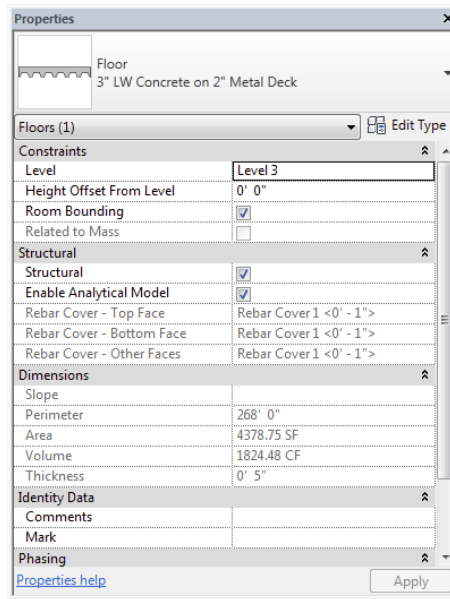 Properties
Floor
3" LW Concrete on 2" Metal Deck
Floors (1) Edit Type
Constraints
Level Level 3
Height Offset From Level 0' 0"
Room Bounding
Related to Mass
Structural
Structural
Enable Analytical Model
Rebar Cover - Top Face Rebar Cover 1 <0' - 1">
Rebar Cover - Bottom Face Rebar Cover 1 <0' - 1">
Rebar Cover - Other Faces Rebar Cover 1 <0' - 1">
Dimensions
Slope
Perimeter 268' 0"
Area 4378.75 SF
Volume 1824.48 CF
Thickness 0' 5"
Identity Data
Comments
Mark
Phasing
Properties help Apply